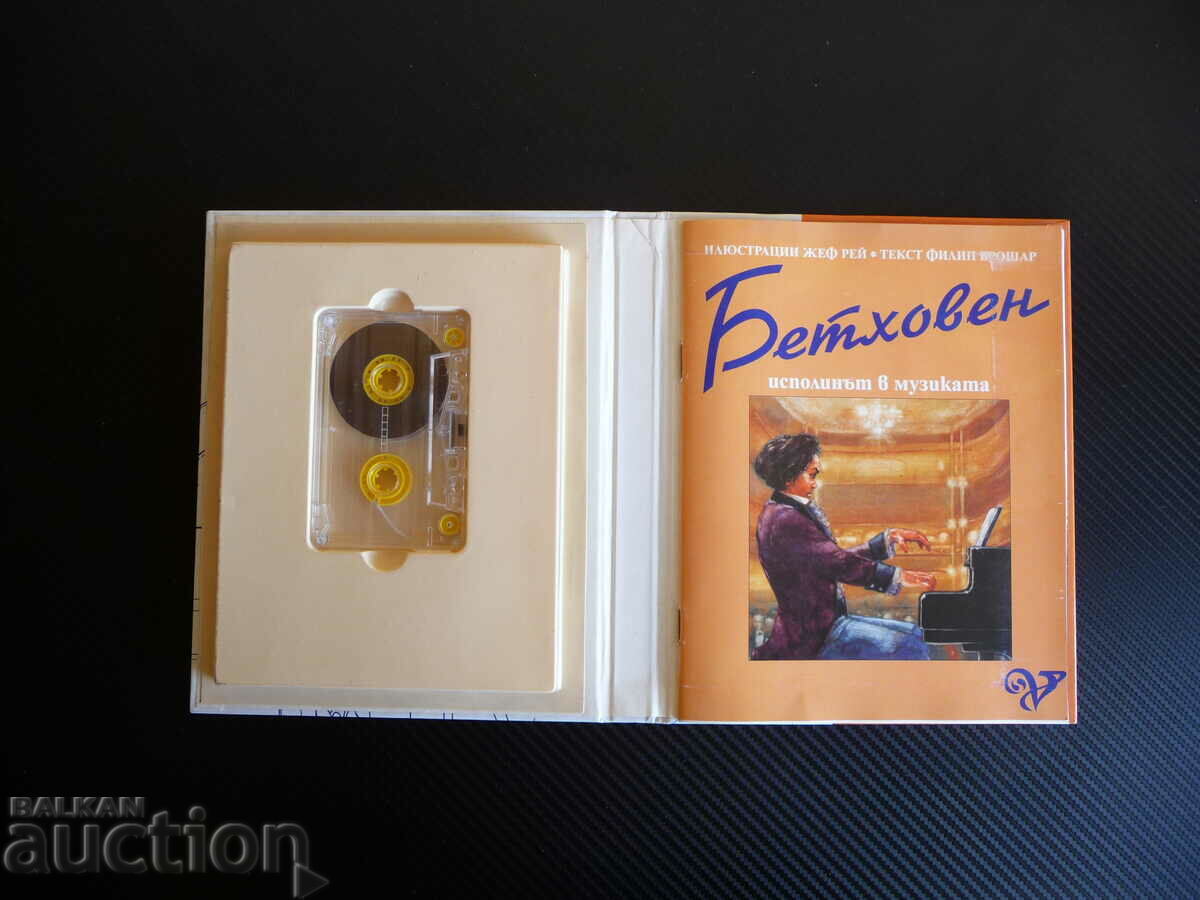 ИЛЮСТРАЦИИ ЖЕФ РЕЙ • ТЕКСТ ФИЛИП БРОШАР
Бетховен
исполинът в музиката
BALKAN
auction